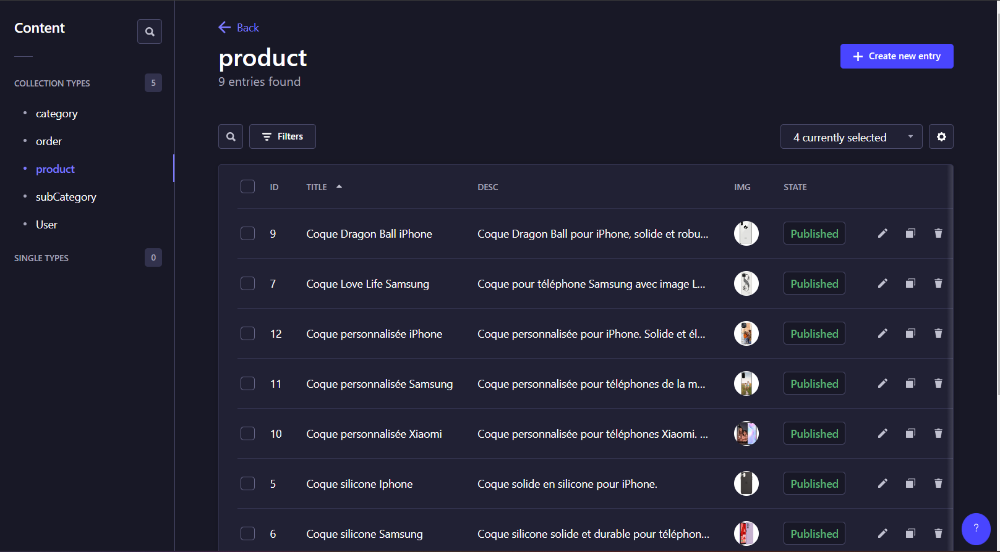 Content
COLLECTION TYPES 5
category
order
product
subCategory
User
SINGLE TYPES 0
Back
product
9 entries found
Create new entry
Filters
4 currently selected
ID TITLE DESC IMG STATE
9 Coque Dragon Ball iPhone Coque Dragon Ball pour iPhone, solide et robu... Published
7 Coque Love Life Samsung Coque pour téléphone Samsung avec image L... Published
12 Coque personnalisée iPhone Coque personnalisée pour iPhone. Solide et él... Published
11 Coque personnalisée Samsung Coque personnalisée pour téléphones de la m... Published
10 Coque personnalisée Xiaomi Coque personnalisée pour téléphones Xiaomi. ... Published
5 Coque silicone Iphone Coque solide en silicone pour iPhone. Published
6 Coque silicone Samsung Coque silicone solide et durable pour téléphon... Published
?